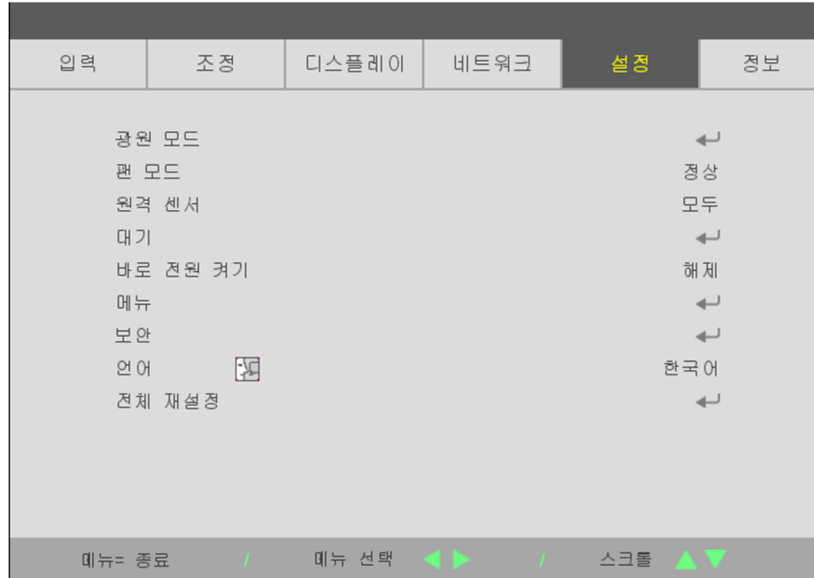 입력 조정 디스플레이 네트워크 설정 정보
광원 모드
팬 모드 정상
원격 센서 모두
대기
바로 전원 켜기 해제
메뉴
보안
언어 한국어
전체 재설정
메뉴= 종료 / 메뉴 선택 / 스크롤